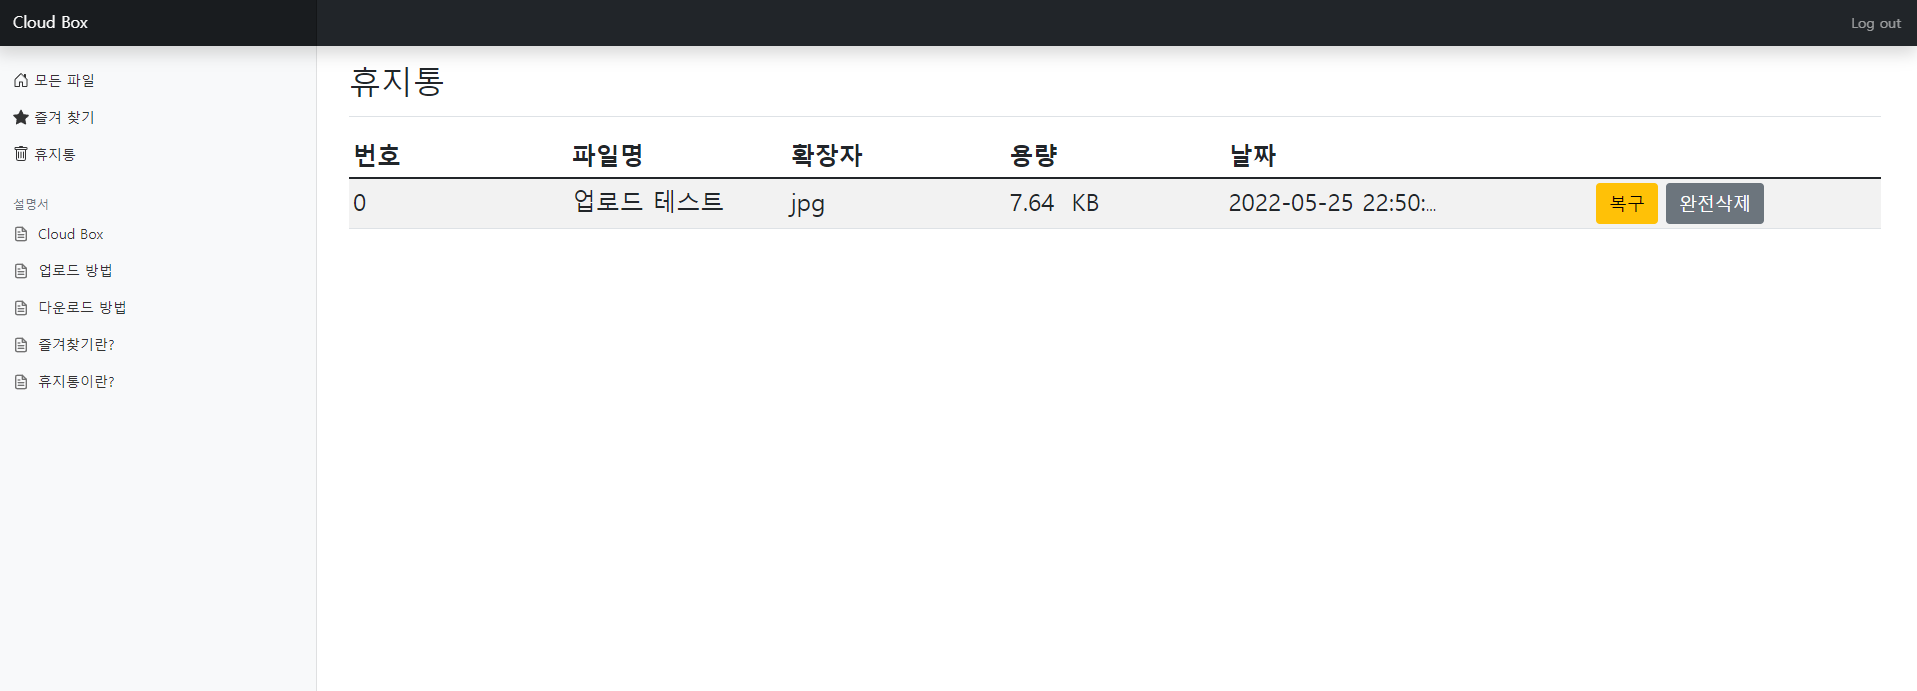 Cloud Box
Log out
모든 파일
즐겨 찾기
휴지통
설명서
Cloud Box
업로드 방법
다운로드 방법
즐겨찾기란?
휴지통이란?
휴지통
번호 파일명 확장자 용량 날짜
0 업로드 테스트 jpg 7.64 KB 2022-05-25 22:50:... 복구 완전삭제